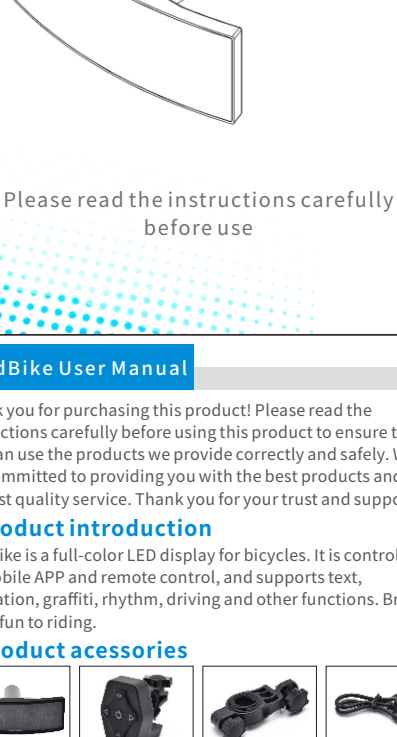 Please read the instructions carefully
before use
dBike User Manual
k you for purchasing this product! Please read the
ctions carefully before using this product to ensure t
an use the products we provide correctly and safely. W
mmitted to providing you with the best products and
st quality service. Thank you for your trust and suppo
oduct introduction
ike is a full-color LED display for bicycles. It is control
obile APP and remote control, and supports text,
ation, graffiti, rhythm, driving and other functions. Br
fun to riding.
oduct acessories